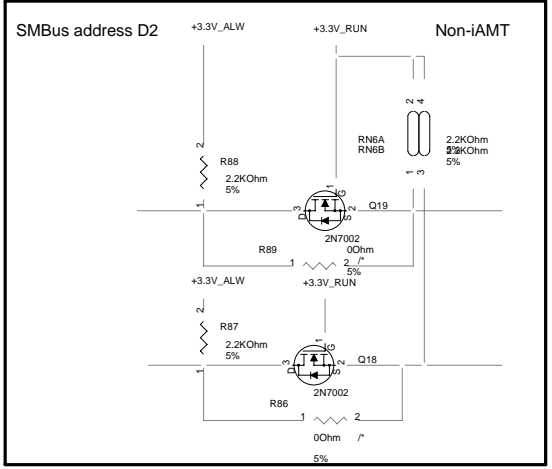 SMBus address D2
+3.3V_ALW
+3.3V_RUN
Non-iAMT
2 4
RN6A
RN6B
2.2KOhm
5%
2.2KOhm
5%
1 3
2
R88
2.2KOhm
5%
1
1
G
D 3
S 2
Q19
2N7002
R89
0Ohm
1
2
/*
5%
+3.3V_ALW
+3.3V_RUN
2
R87
2.2KOhm
5%
1
1
G
D 3
S 2
Q18
2N7002
R86
1
2
0Ohm
/*
5%